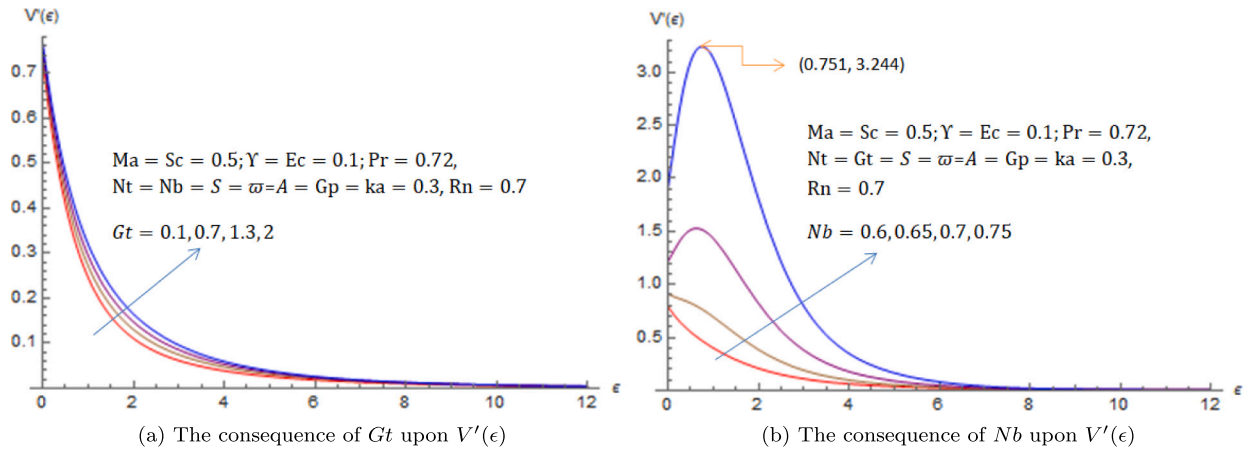 V'(ϵ)
0.7
0.6
0.5
0.4
0.3
0.2
0.1
0 2 4 6 8 10 12 ϵ
Ma = Sc = 0.5; ϒ = Ec = 0.1; Pr = 0.72,
Nt = Nb = S = ϖ=A = Gp = ka = 0.3, Rn = 0.7
Gt = 0.1, 0.7, 1.3, 2
(a) The consequence of Gt upon V′(ϵ)
V'(ϵ)
3.0
2.5
2.0
1.5
1.0
0.5
0 2 4 6 8 10 12 ϵ
(0.751, 3.244)
Ma = Sc = 0.5; ϒ = Ec = 0.1; Pr = 0.72,
Nt = Gt = S = ϖ=A = Gp = ka = 0.3,
Rn = 0.7
Nb = 0.6, 0.65, 0.7, 0.75
(b) The consequence of Nb upon V′(ϵ)